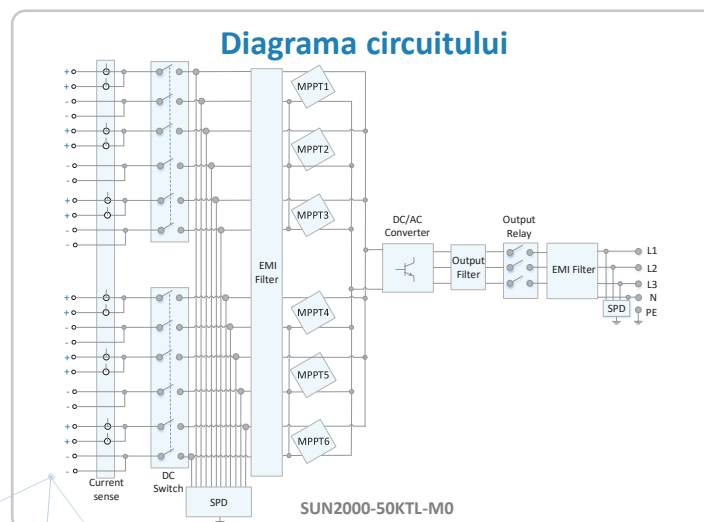 Diagrama circuitului
+
+
-
-
+
+
-
-
+
+
-
-
+
+
-
-
+
+
-
-
+
+
-
-
MPPT1
MPPT2
MPPT3
MPPT4
MPPT5
MPPT6
EMI
Filter
Current
sense
DC
Switch
SPD
DC/AC
Converter
Output
Filter
Output
Relay
EMI Filter
L1
L2
L3
N
PE
SPD
SUN2000-50KTL-M0